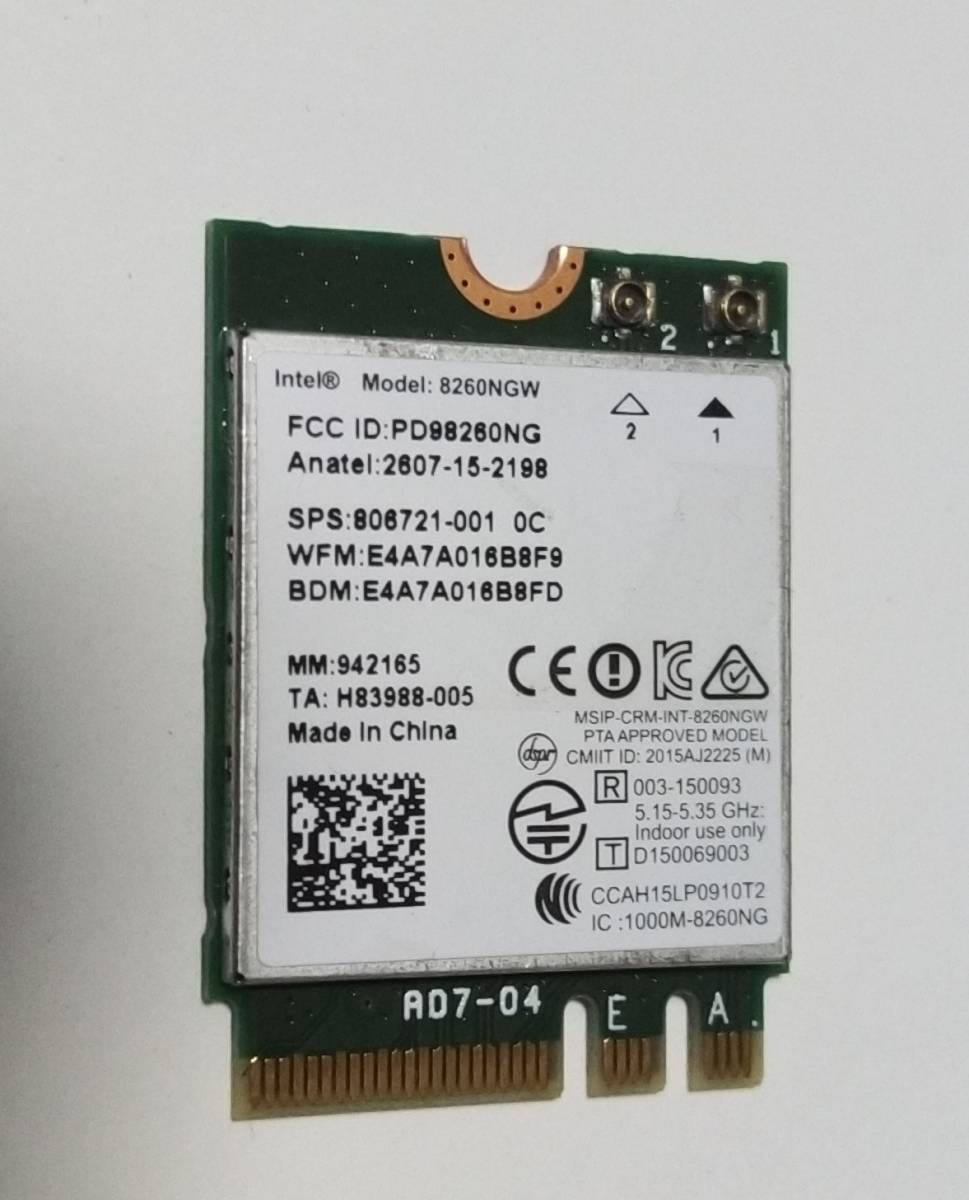 2 1
Intel® Model: 8260NGW
2 1
FCC ID:PD98260NG
Anatel:2607-15-2198
SPS:806721-001 0C
WFM:E4A7A016B8F9
BDM:E4A7A016B8FD
MM:942165
TA: H83988-005
Made In China
CE
MSIP-CRM-INT-8260NGW
PTA APPROVED MODEL
dspr CMIIT ID: 2015AJ2225 (M)
R 003-150093
5.15-5.35 GHz:
Indoor use only
T D150069003
CCAH15LP0910T2
IC :1000M-8260NG
AD7-04 E A